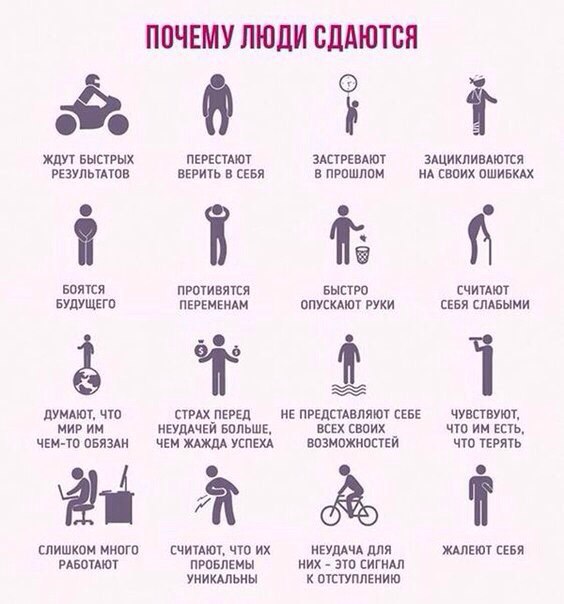 ПОЧЕМУ ЛЮДИ СДАЮТСЯ
ЖДУТ БЫСТРЫХ
РЕЗУЛЬТАТОВ
ПЕРЕСТАЮТ
ВЕРИТЬ В СЕБЯ
ЗАСТРЕВАЮТ
В ПРОШЛОМ
ЗАЦИКЛИВАЮТСЯ
НА СВОИХ ОШИБКАХ
БОЯТСЯ
БУДУЩЕГО
ПРОТИВЯТСЯ
ПЕРЕМЕНАМ
БЫСТРО
ОПУСКАЮТ РУКИ
СЧИТАЮТ
СЕБЯ СЛАБЫМИ
ДУМАЮТ, ЧТО
МИР ИМ
ЧЕМ-ТО ОБЯЗАН
$
$
СТРАХ ПЕРЕД
НЕУДАЧЕЙ БОЛЬШЕ,
ЧЕМ ЖАЖДА УСПЕХА
НЕ ПРЕДСТАВЛЯЮТ СЕБЕ
ВСЕХ СВОИХ
ВОЗМОЖНОСТЕЙ
ЧУВСТВУЮТ,
ЧТО ИМ ЕСТЬ,
ЧТО ТЕРЯТЬ
СЛИШКОМ МНОГО
РАБОТАЮТ
СЧИТАЮТ, ЧТО ИХ
ПРОБЛЕМЫ
УНИКАЛЬНЫ
НЕУДАЧА ДЛЯ
НИХ - ЭТО СИГНАЛ
К ОТСТУПЛЕНИЮ
ЖАЛЕЮТ СЕБЯ